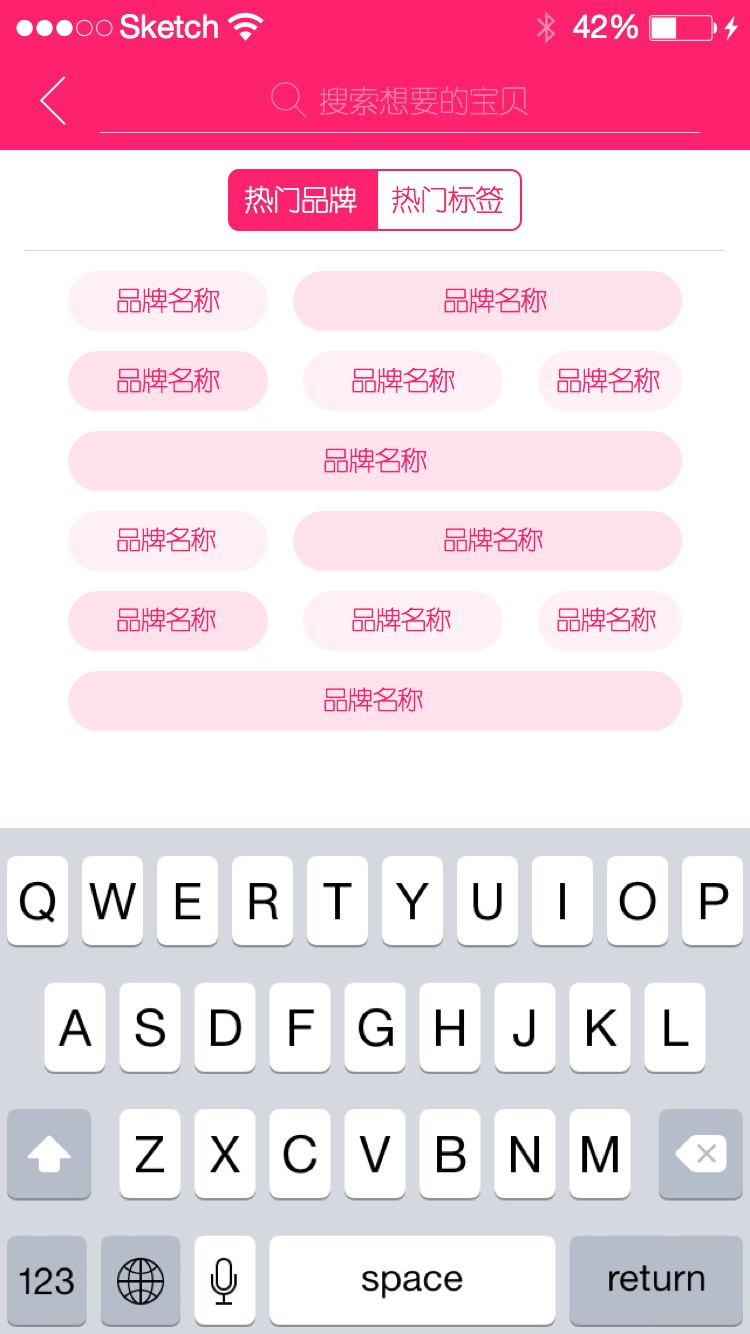 Sketch 42%
搜索想要的宝贝
热门品牌 热门标签
品牌名称 品牌名称
品牌名称 品牌名称 品牌名称
品牌名称
品牌名称 品牌名称
品牌名称 品牌名称 品牌名称
品牌名称
Q W E R T Y U I O P
A S D F G H J K L
Z X C V B N M
123 space return